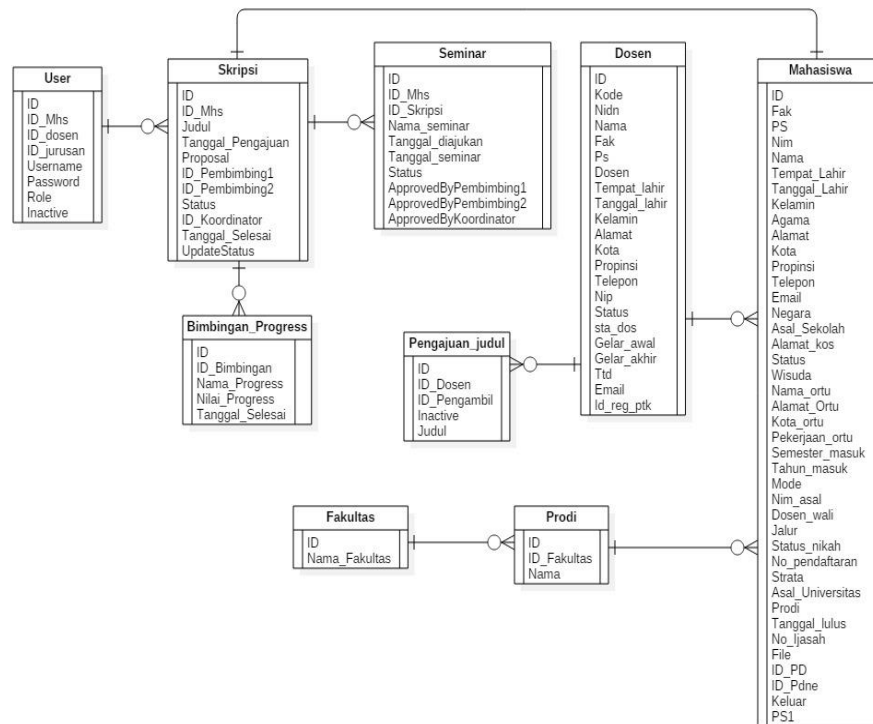 User
ID
ID_Mhs
ID_dosen
ID_jurusan
Username
Password
Role
Inactive
Skripsi
ID
ID_Mhs
Judul
Tanggal_Pengajuan
Proposal
ID_Pembimbing1
ID_Pembimbing2
Status
ID_Koordinator
Tanggal_Selesai
UpdateStatus
Seminar
ID
ID_Mhs
ID_Skripsi
Nama_seminar
Tanggal_diajukan
Tanggal_seminar
Status
ApprovedByPembimbing1
ApprovedByPembimbing2
ApprovedByKoordinator
Dosen
ID
Kode
Nidn
Nama
Fak
Ps
Dosen
Tempat_lahir
Tanggal_lahir
Kelamin
Alamat
Kota
Propinsi
Telepon
Nip
Status
sta_dos
Gelar_awal
Gelar_akhir
Ttd
Email
Id_reg_ptk
Mahasiswa
ID
Fak
PS
Nim
Nama
Tempat_Lahir
Tanggal_Lahir
Kelamin
Agama
Alamat
Kota
Propinsi
Telepon
Email
Negara
Asal_Sekolah
Alamat_kos
Status
Wisuda
Nama_ortu
Alamat_Ortu
Kota_ortu
Pekerjaan_ortu
Semester_masuk
Tahun_masuk
Mode
Nim_asal
Dosen_wali
Jalur
Status_nikah
No_pendaftaran
Strata
Asal_Universitas
Prodi
Tanggal_lulus
No_Ijasah
File
ID_PD
ID_Pdne
Keluar
PS1
Bimbingan_Progress
ID
ID_Bimbingan
Nama_Progress
Nilai_Progress
Tanggal_Selesai
Pengajuan_judul
ID
ID_Dosen
ID_Pengambil
Inactive
Judul
Fakultas
ID
Nama_Fakultas
Prodi
ID
ID_Fakultas
Nama